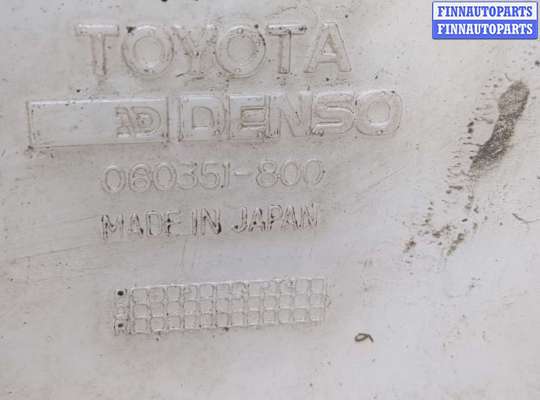 FINNAUTOPARTS
FINNAUTOPARTS
TOYOTA
DENSO
060351-800
MADE IN JAPAN